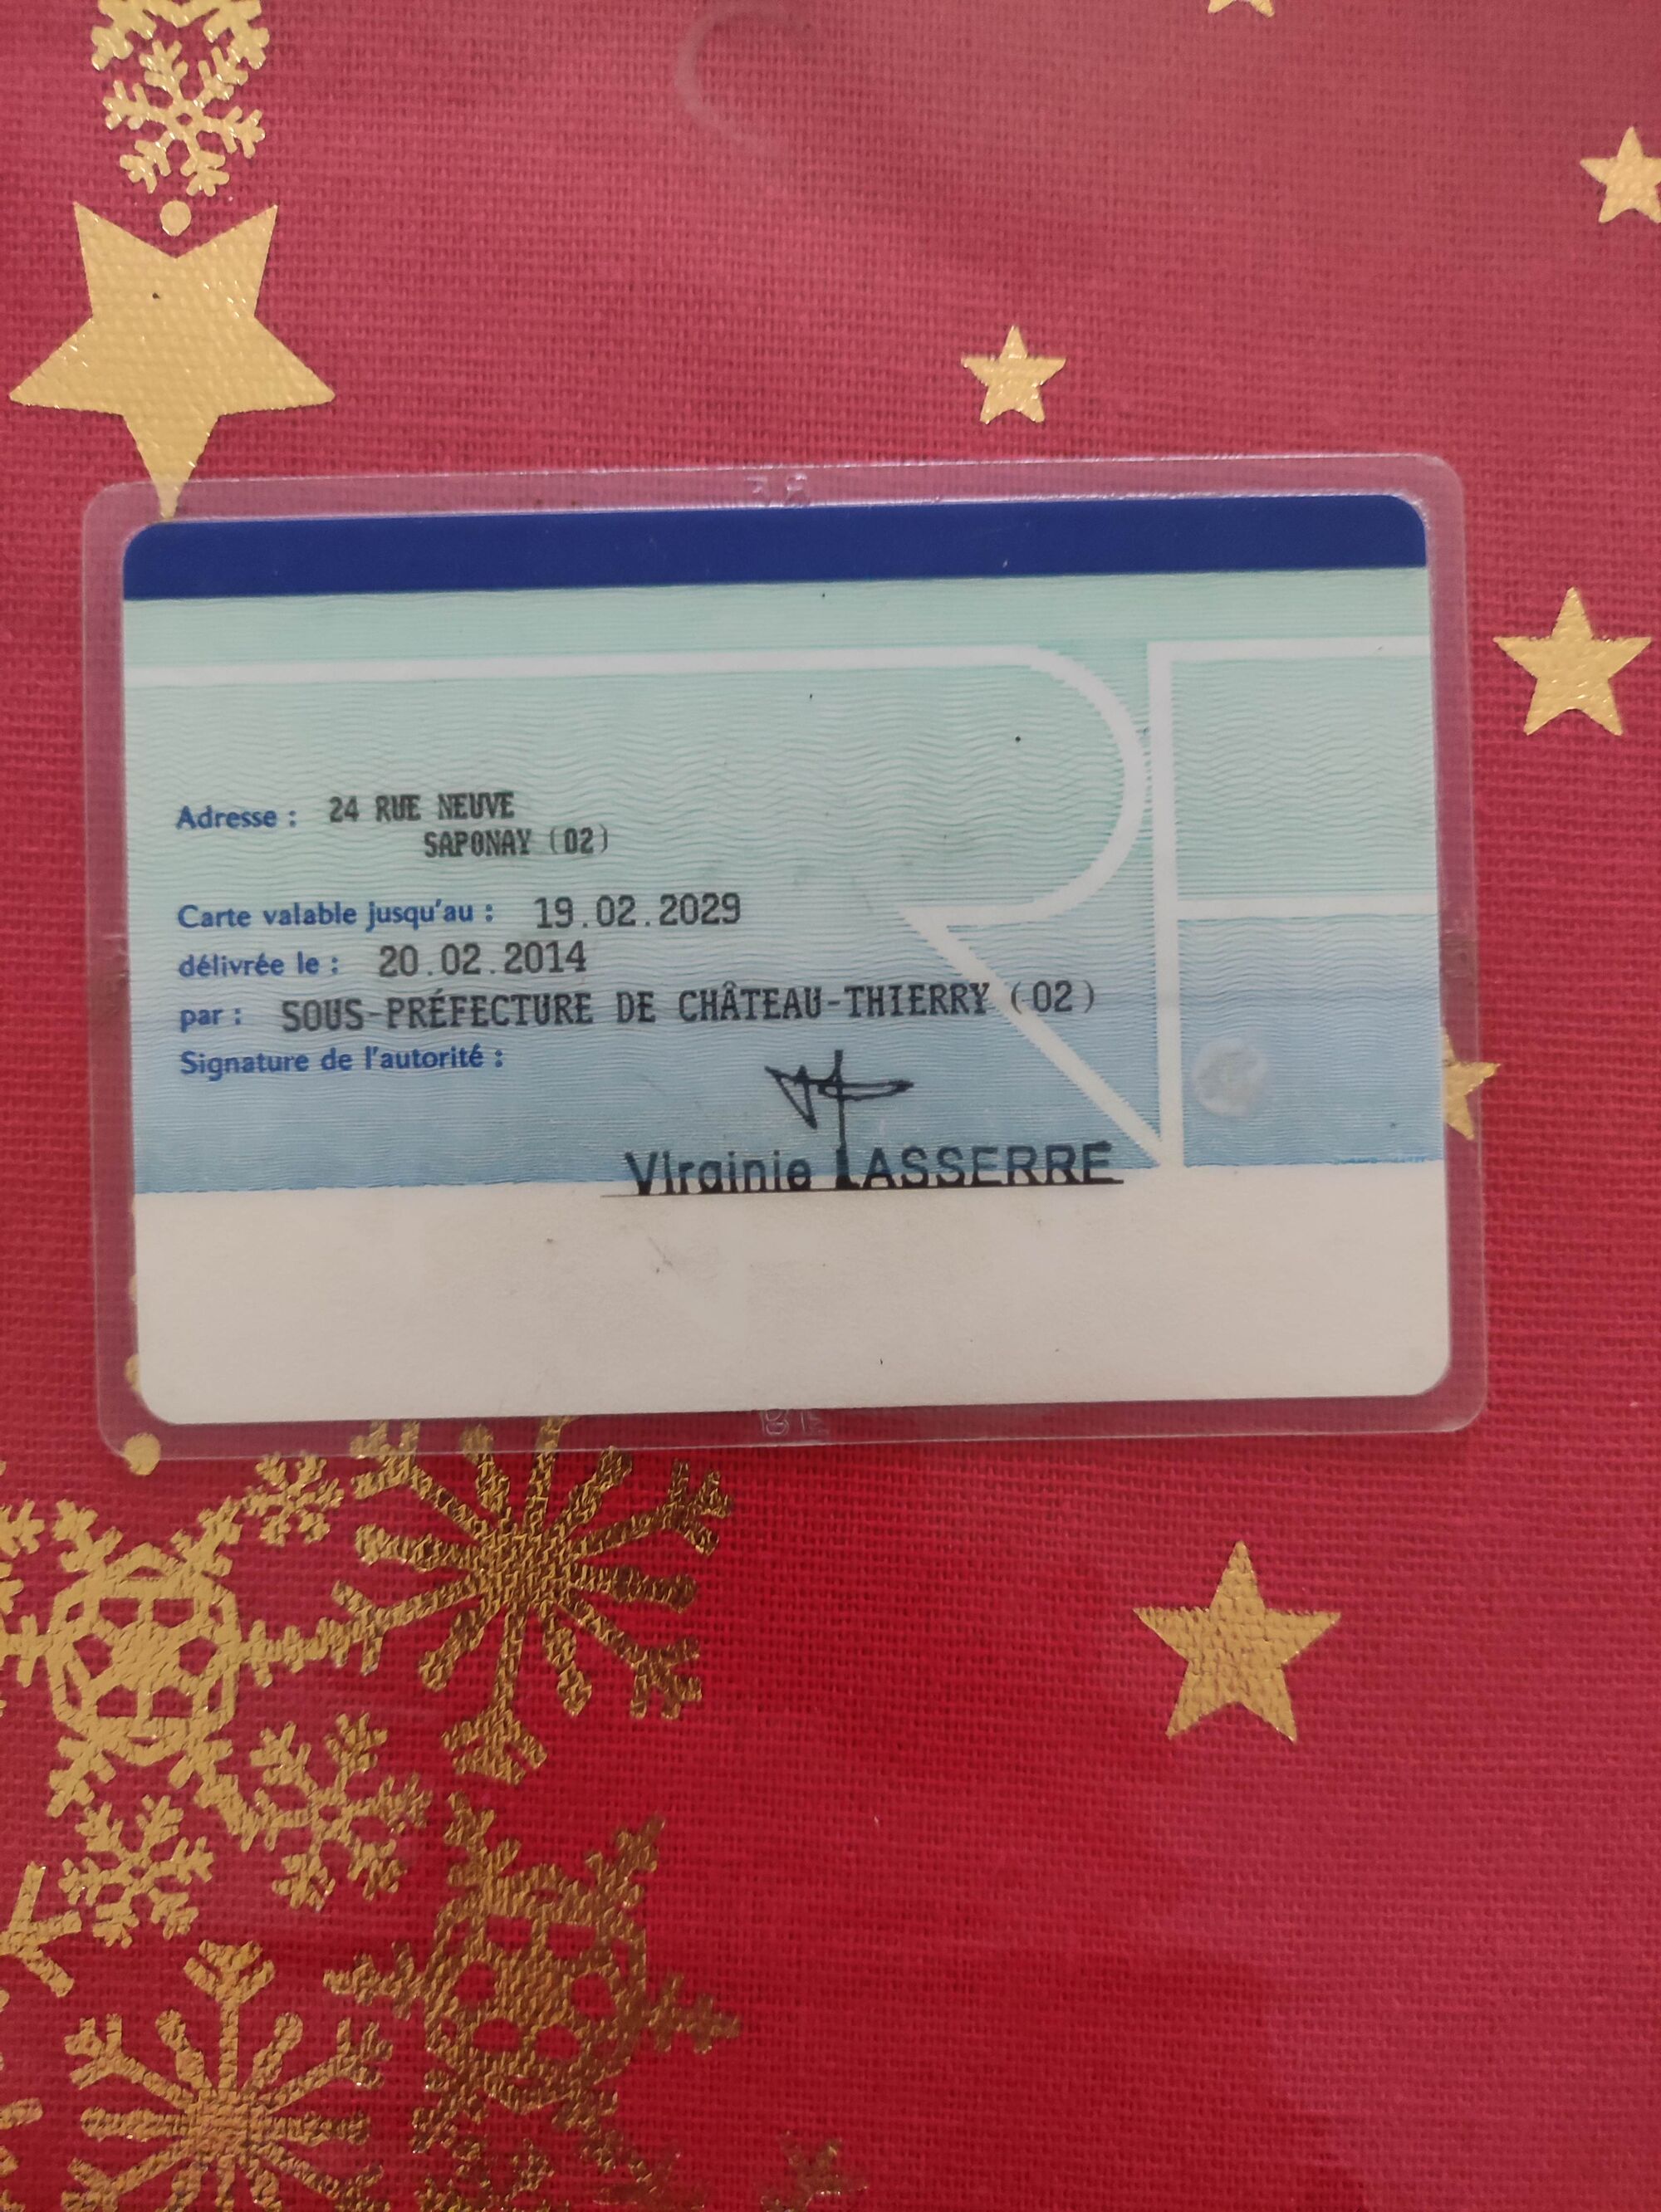 Adresse : 24 RUE NEUVE
SAPONAY (02)
Carte valable jusqu'au : 19.02.2029
délivrée le : 20.02.2014
par : SOUS-PRÉFECTURE DE CHÂTEAU-THIERRY (02)
Signature de l'autorité :
Virginie LASSERRE
RF